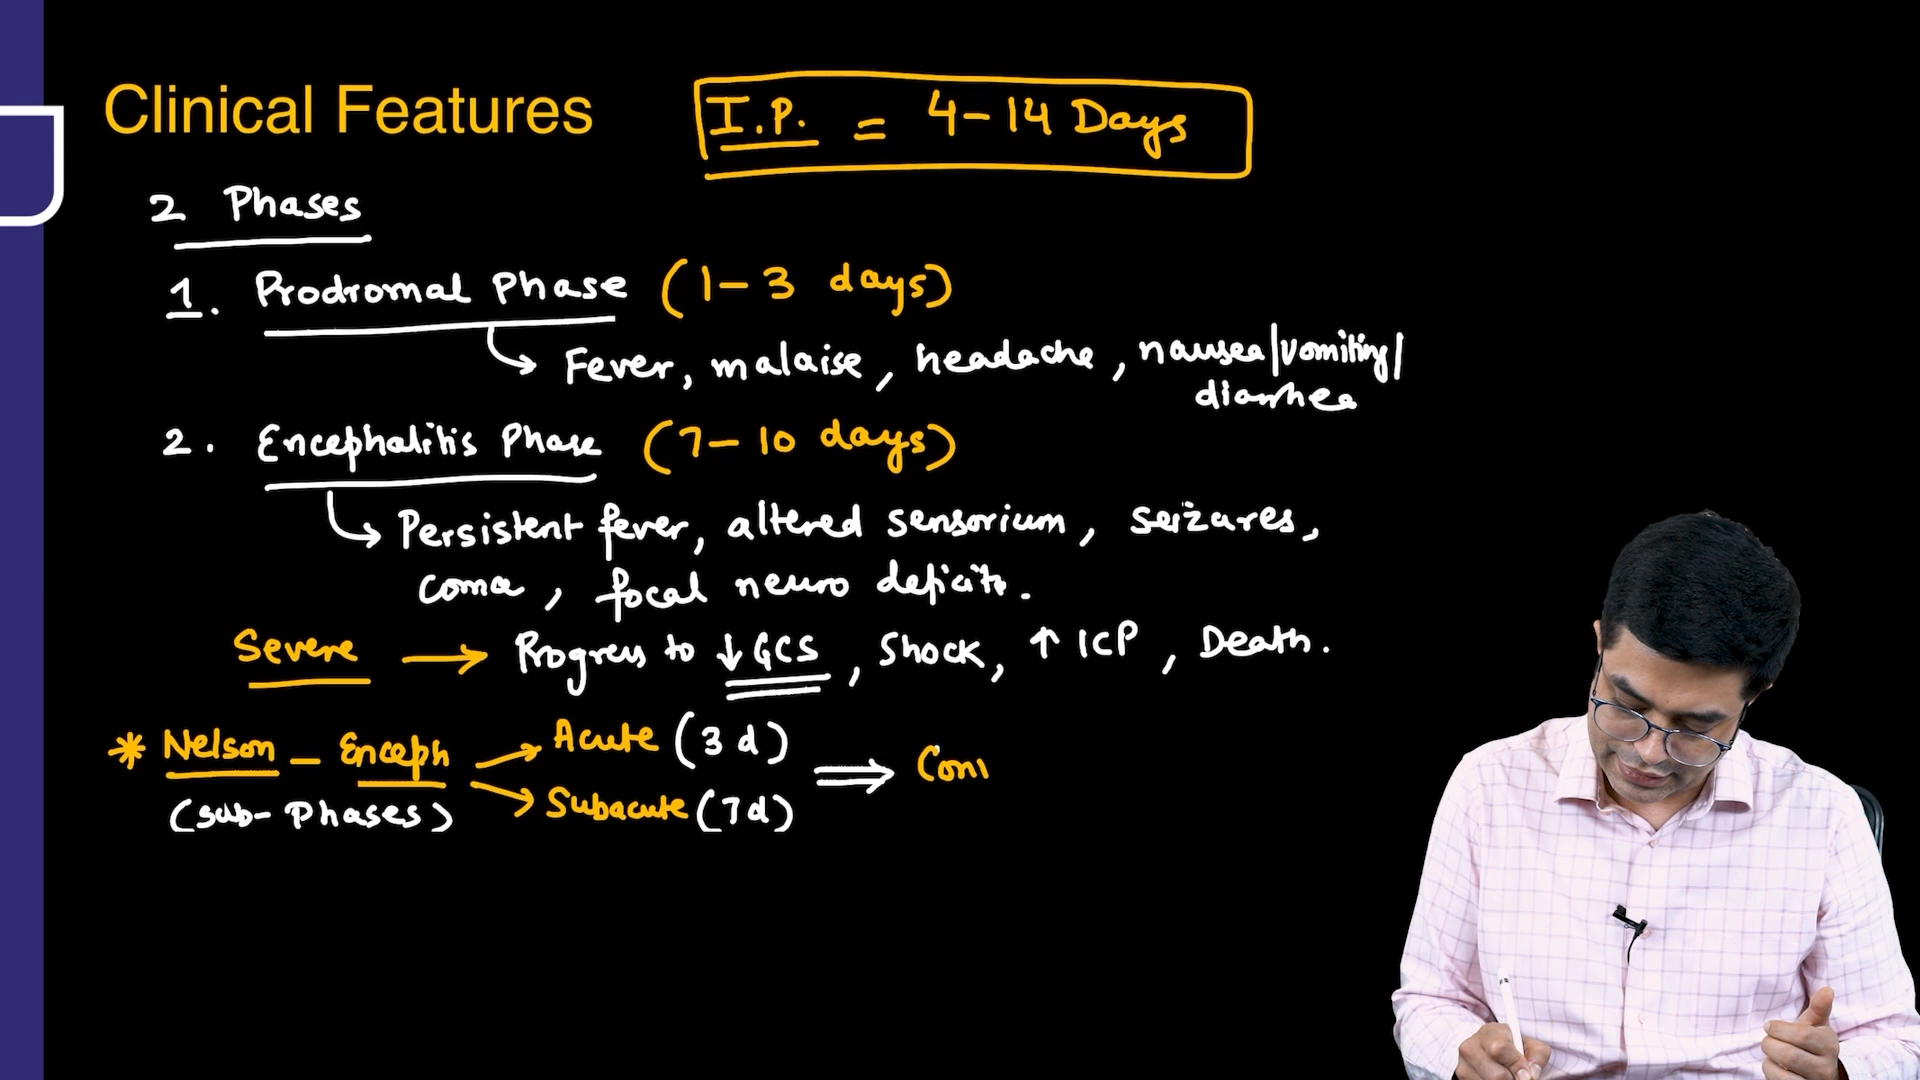 Clinical Features
I.P. = 4-14 Days
2 Phases
1. Prodromal Phase (1-3 days)
Fever, malaise, headache, nausea/vomiting/
diarrhea
2. Encephalitis Phase (7-10 days)
Persistent fever, altered sensorium, seizures,
coma, focal neuro deficits.
Severe → Progress to ↓GCS, Shock, ↑ ICP, Death.
* Nelson - Enceph → Acute (3 d) ⇒
(sub-Phases) → Subacute (7d)